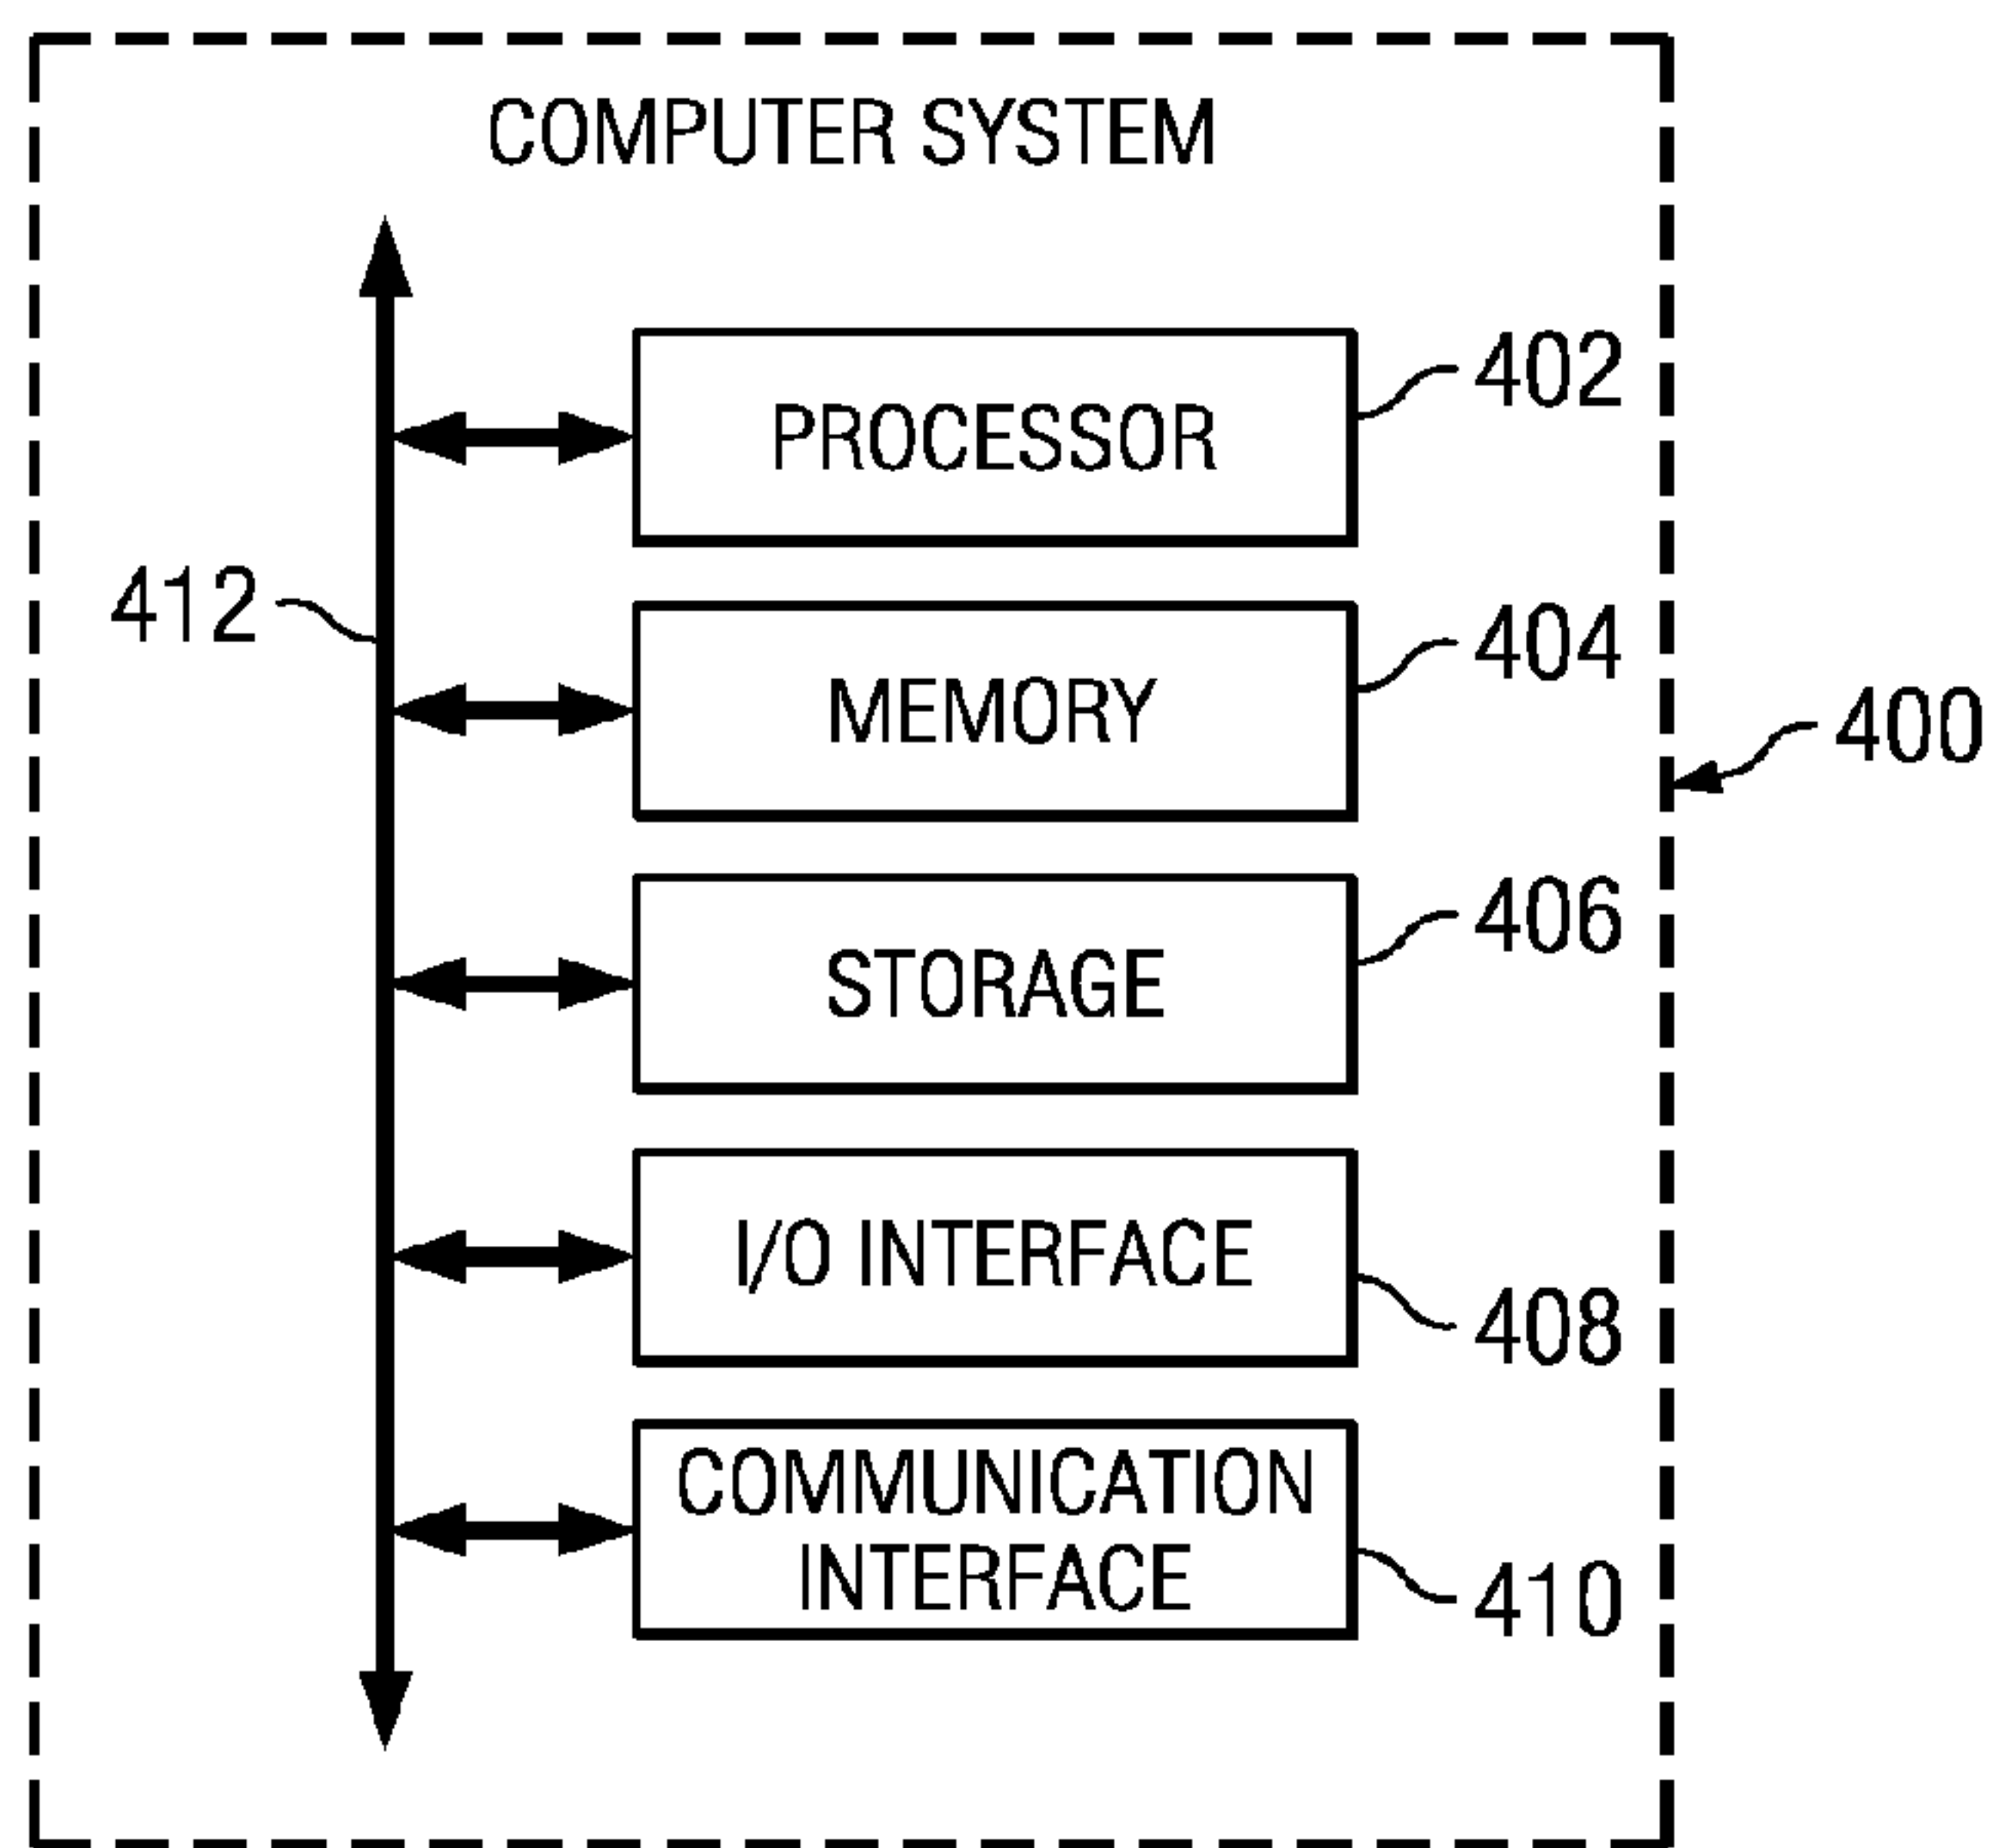 COMPUTER SYSTEM
PROCESSOR
402
412
MEMORY
404
400
STORAGE
406
I/O INTERFACE
408
COMMUNICATION
INTERFACE
410